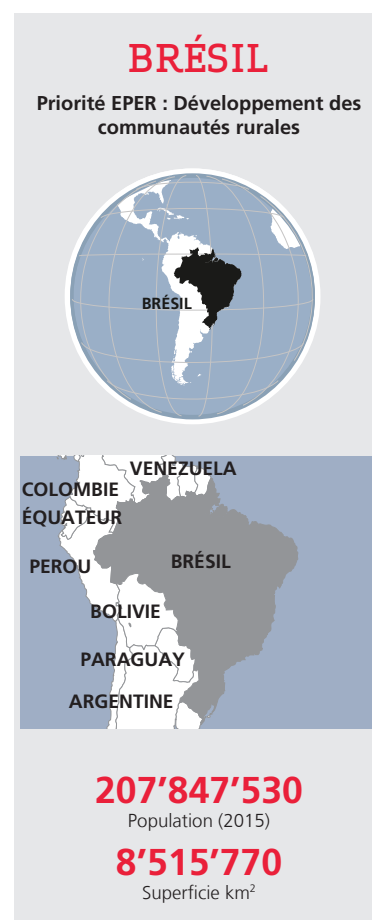 BRÉSIL
Priorité EPER : Développement des
communautés rurales
BRÉSIL
VENEZUELA
COLOMBIE
ÉQUATEUR
PEROU
BRÉSIL
BOLIVIE
PARAGUAY
ARGENTINE
207’847’530
Population (2015)
8’515’770
Superficie km²